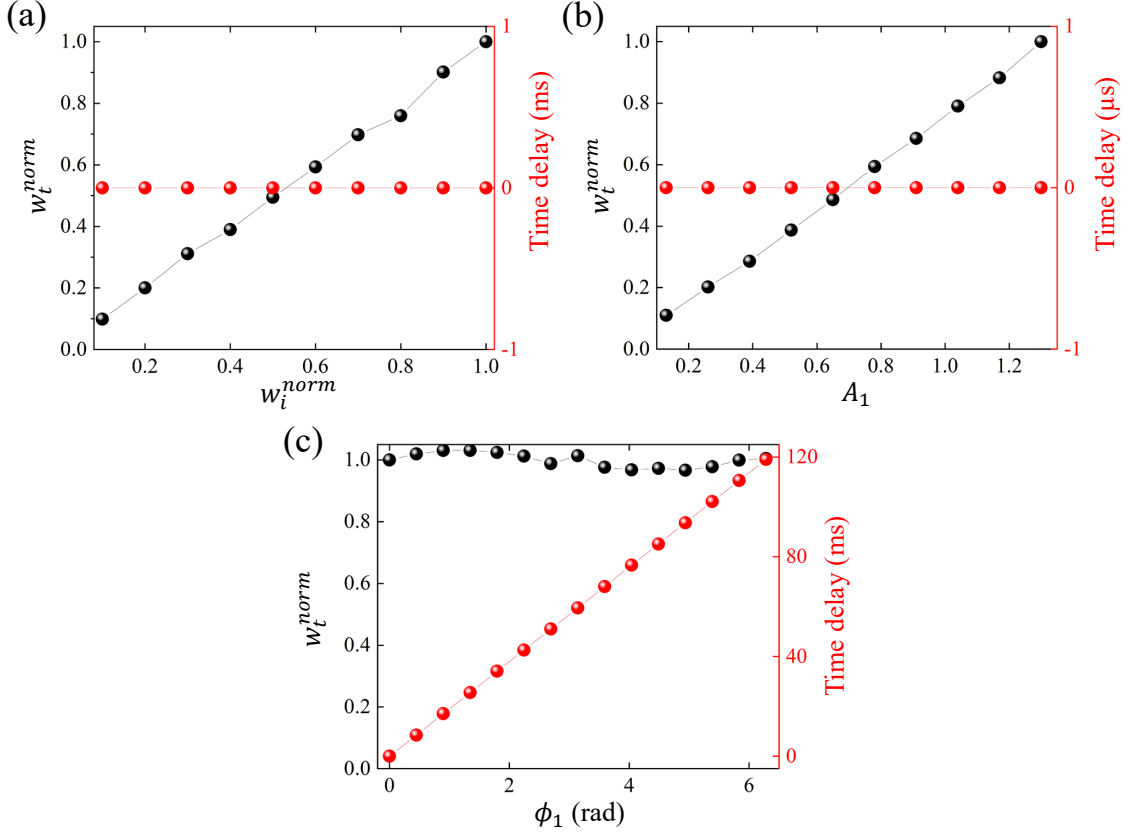 (a)
1.0
0.8
0.6
0.4
0.2
0.0
w_t^{norm}
0.2 0.4 0.6 0.8 1.0
w_i^{norm}
1
0
-1
Time delay (ms)
(b)
1.0
0.8
0.6
0.4
0.2
0.0
w_t^{norm}
0.2 0.4 0.6 0.8 1.0 1.2
A_1
1
0
-1
Time delay (μs)
(c)
1.0
0.8
0.6
0.4
0.2
0.0
w_t^{norm}
0 2 4 6
ϕ_1 (rad)
120
80
40
0
Time delay (ms)